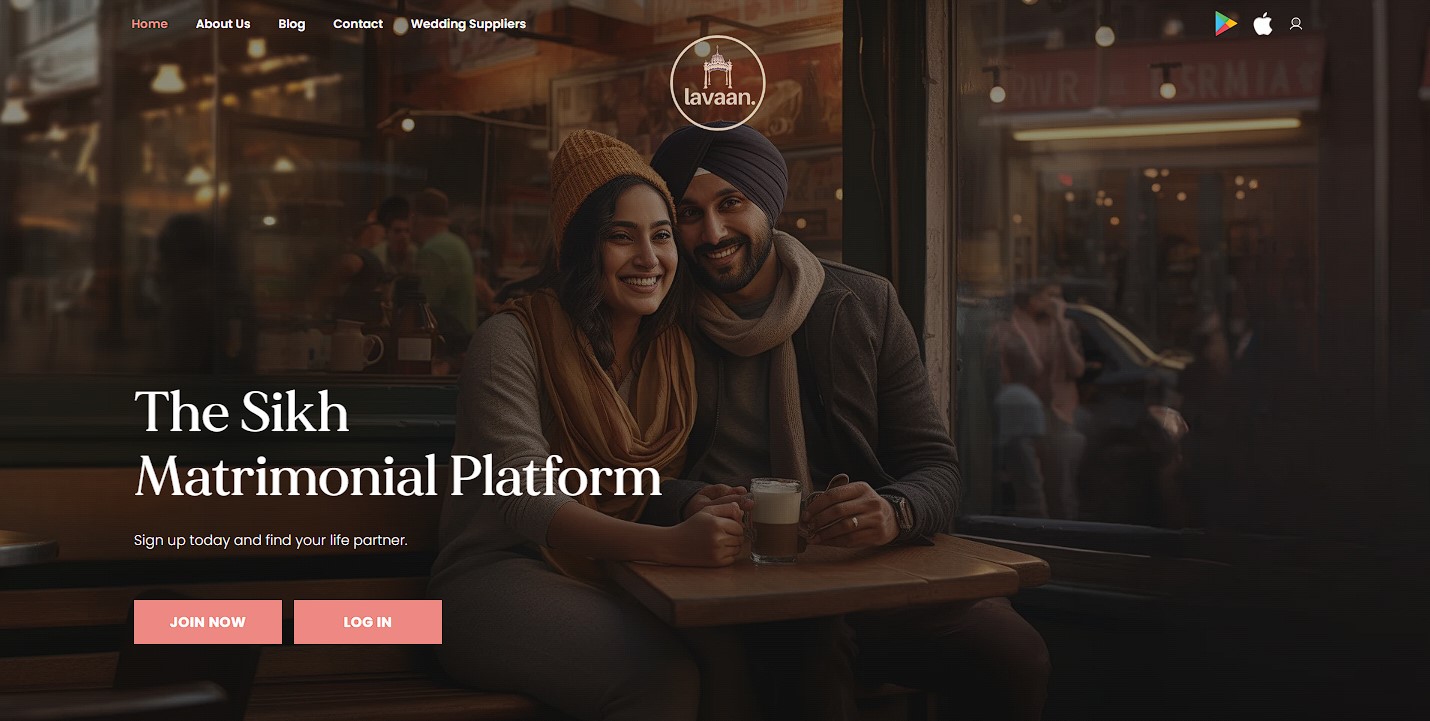 Home About Us Blog Contact Wedding Suppliers
lavaan.
The Sikh
Matrimonial Platform
Sign up today and find your life partner.
JOIN NOW LOG IN